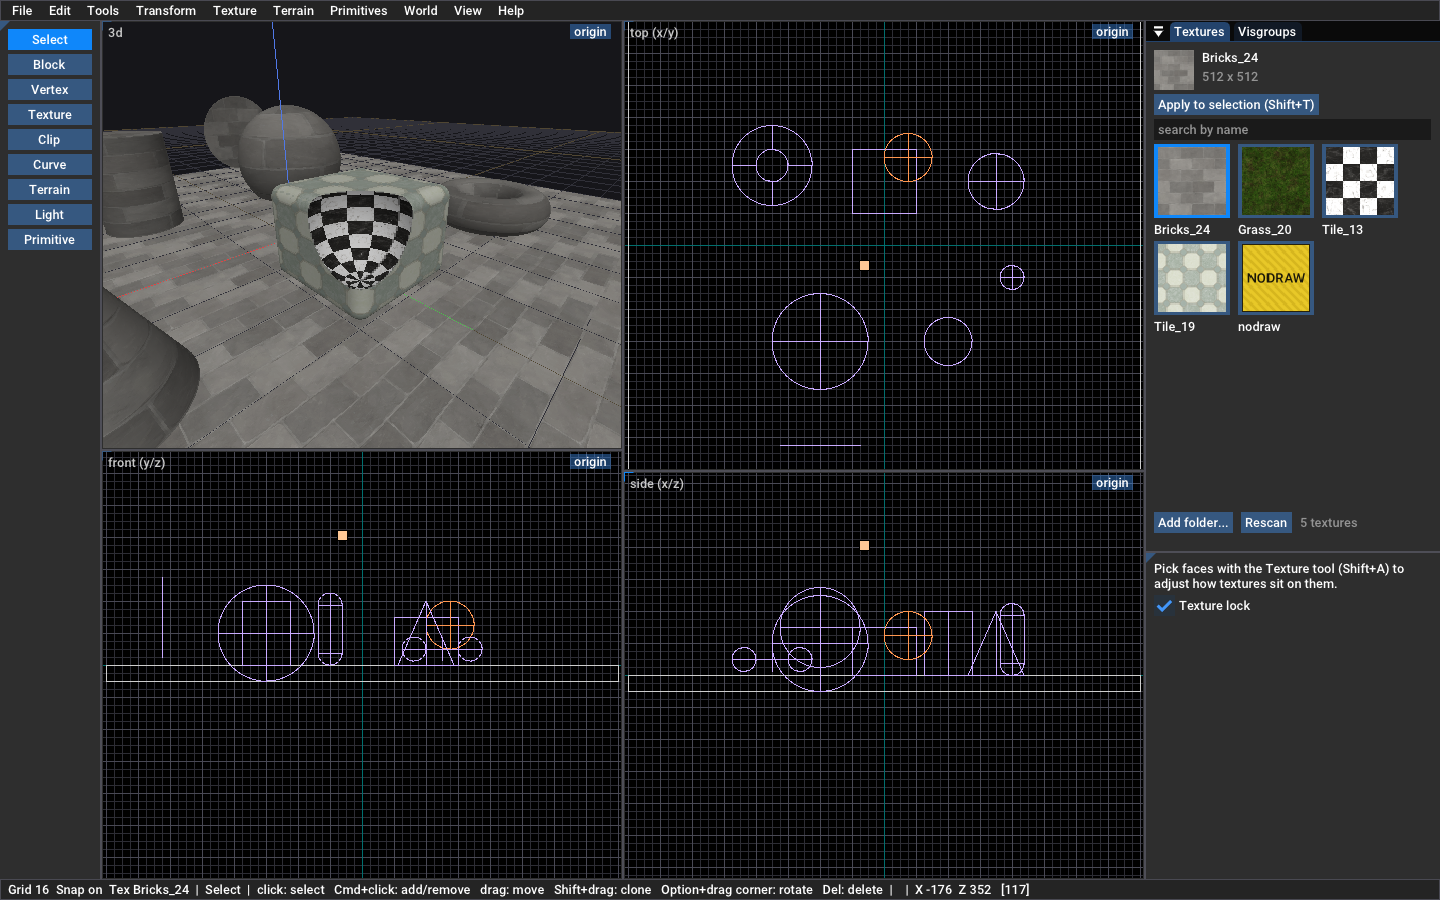 File Edit Tools Transform Texture Terrain Primitives World View Help
Select
Block
Vertex
Texture
Clip
Curve
Terrain
Light
Primitive
3d origin
top (x/y) origin
front (y/z) origin
side (x/z) origin
Textures Visgroups
Bricks_24
512 x 512
Apply to selection (Shift+T)
search by name
Bricks_24 Grass_20 Tile_13
NODRAW
Tile_19 nodraw
Add folder... Rescan 5 textures
Pick faces with the Texture tool (Shift+A) to
adjust how textures sit on them.
Texture lock
Grid 16 Snap on Tex Bricks_24 | Select | click: select Cmd+click: add/remove drag: move Shift+drag: clone Option+drag corner: rotate Del: delete | | X -176 Z 352 [117]